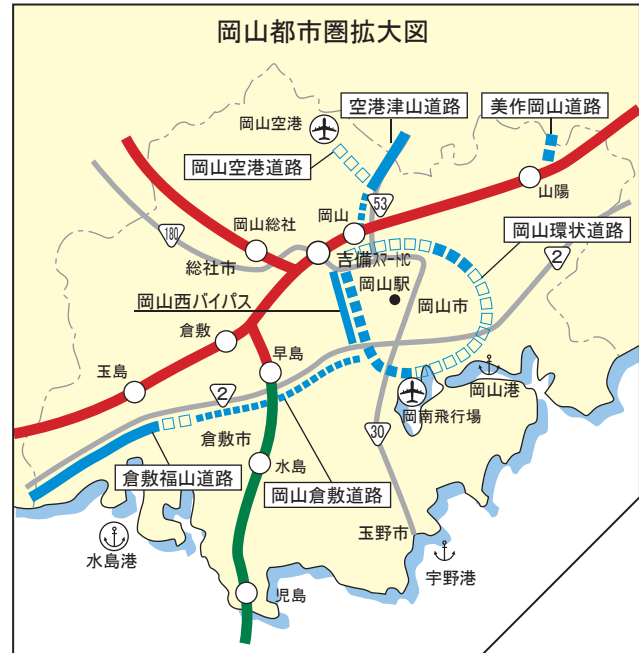 岡山都市圏拡大図
空港津山道路
美作岡山道路
岡山空港
岡山空港道路
山陽
53
岡山
岡山総社
180
岡山環状道路
吉備スマートIC
総社市
2
岡山駅
岡山西バイパス
岡山市
倉敷
早島
玉島
岡山港
2
岡南飛行場
倉敷市
30
倉敷福山道路
水島
岡山倉敷道路
玉野市
水島港
宇野港
児島